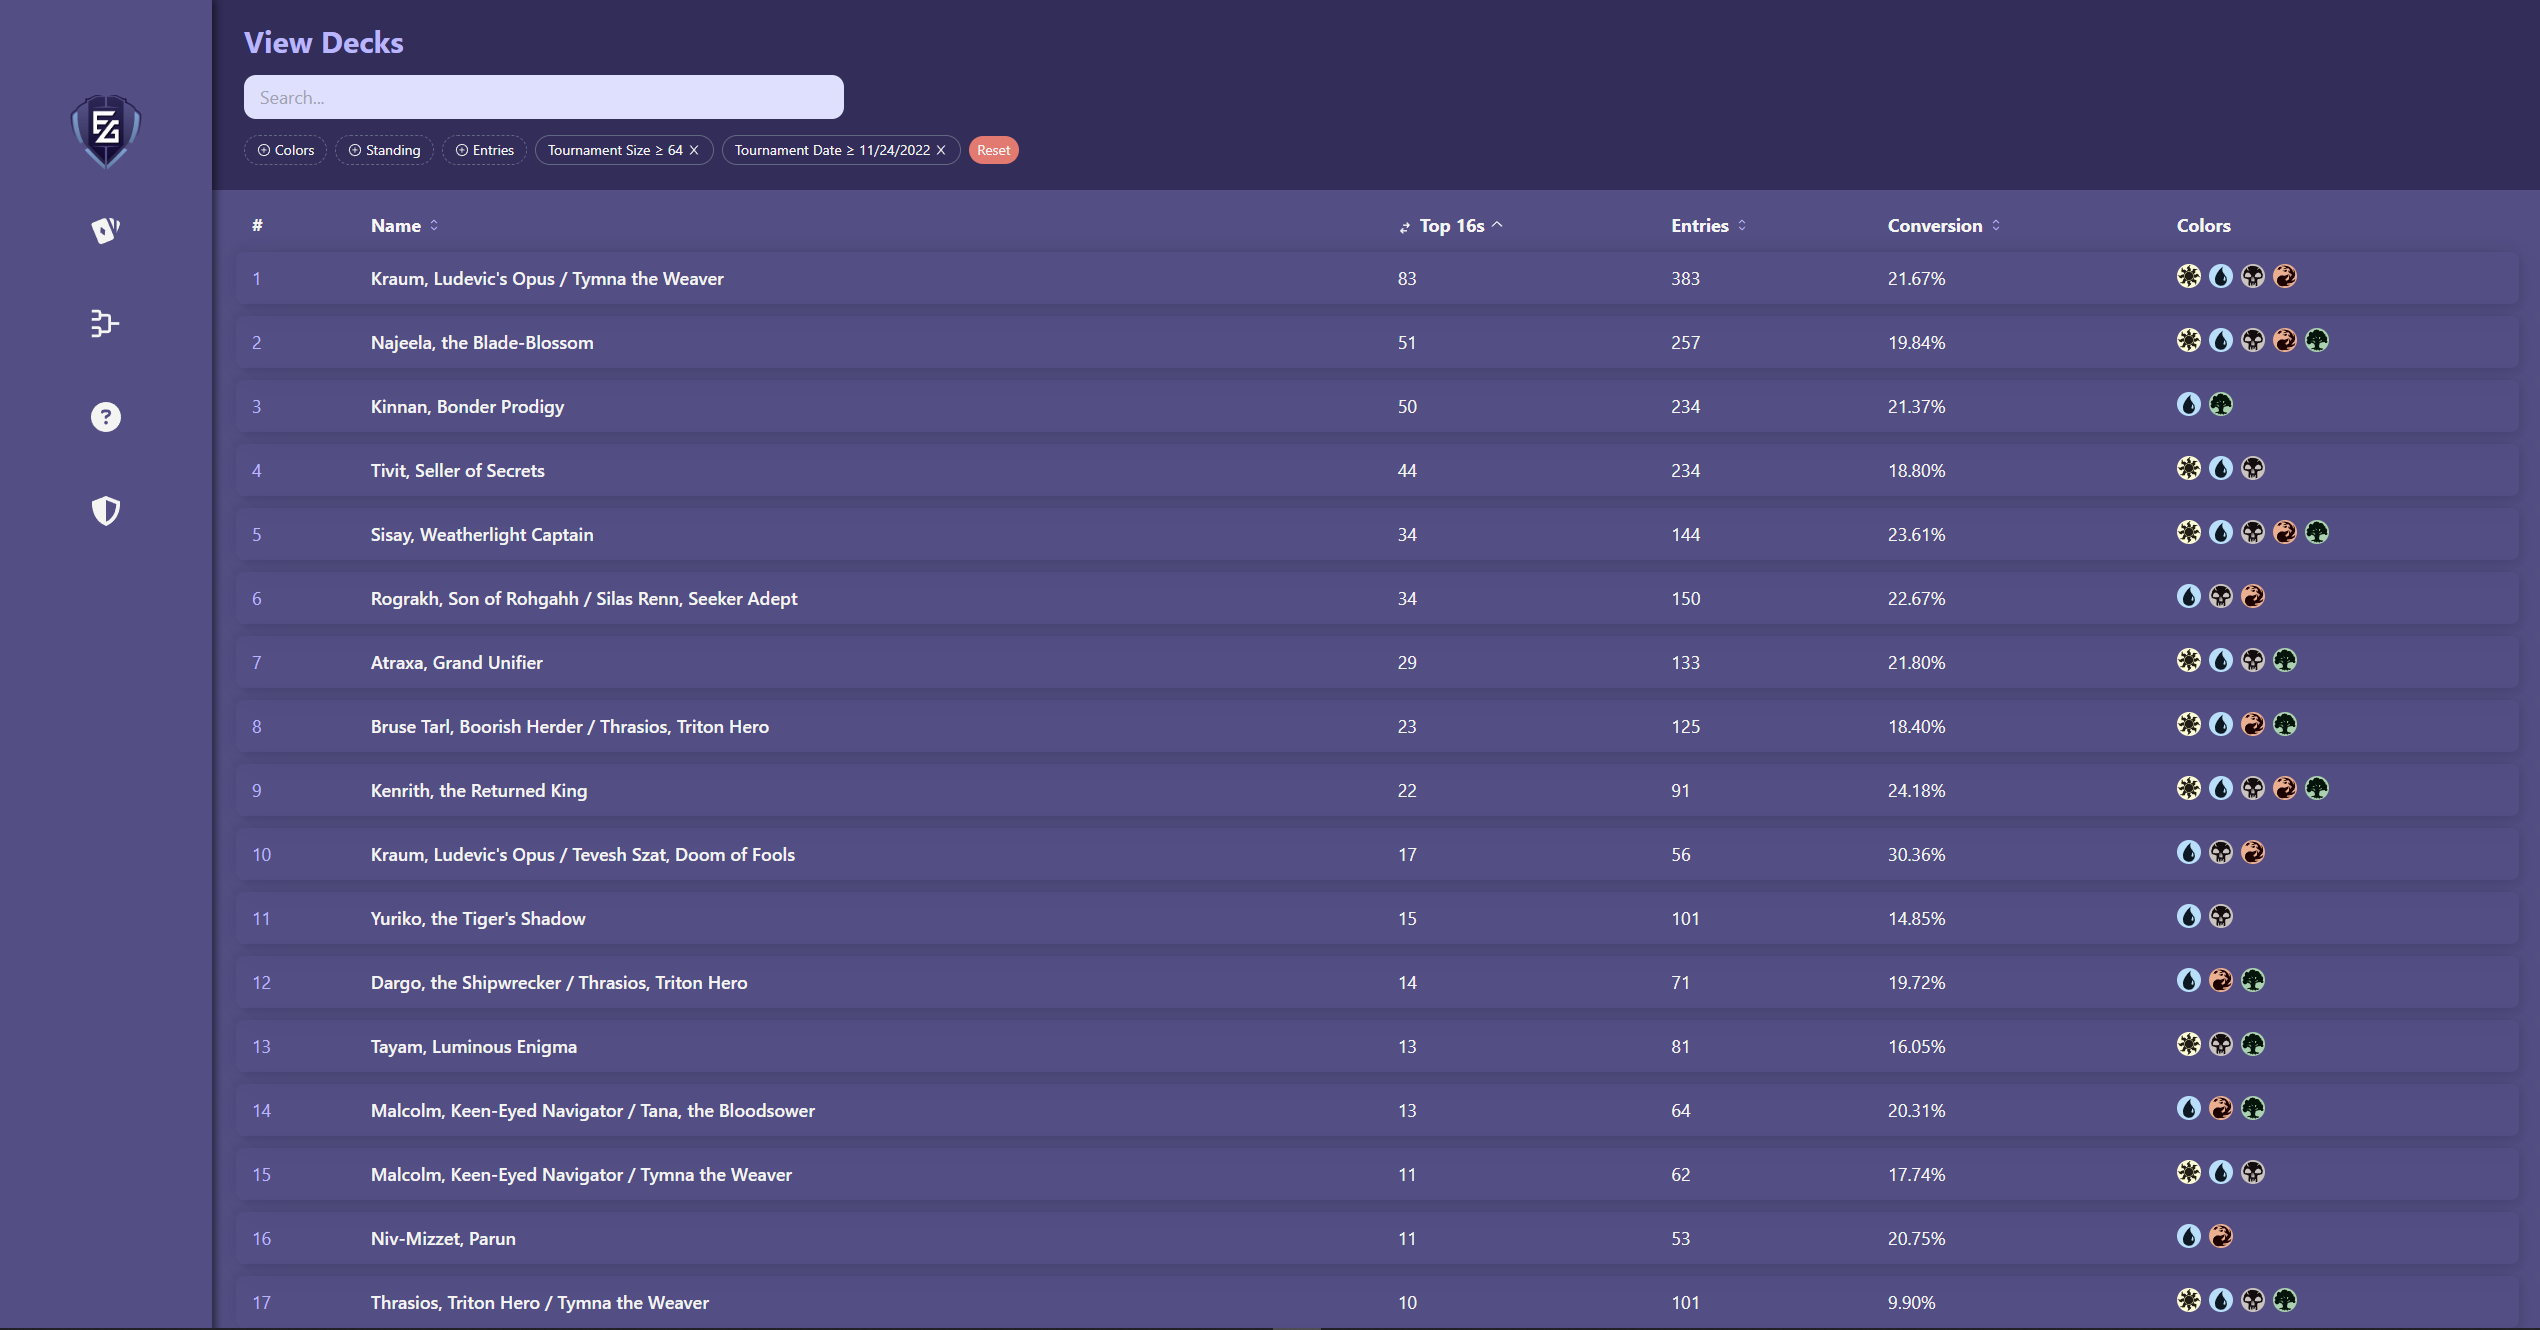 EG
View Decks
Search...
Colors Standing Entries Tournament Size ≥ 64 X Tournament Date ≥ 11/24/2022 X Reset
# Name Top 16s Entries Conversion Colors
1 Kraum, Ludevic's Opus / Tymna the Weaver 83 383 21.67%
2 Najeela, the Blade-Blossom 51 257 19.84%
3 Kinnan, Bonder Prodigy 50 234 21.37%
4 Tivit, Seller of Secrets 44 234 18.80%
5 Sisay, Weatherlight Captain 34 144 23.61%
6 Rograkh, Son of Rohgahh / Silas Renn, Seeker Adept 34 150 22.67%
7 Atraxa, Grand Unifier 29 133 21.80%
8 Bruse Tarl, Boorish Herder / Thrasios, Triton Hero 23 125 18.40%
9 Kenrith, the Returned King 22 91 24.18%
10 Kraum, Ludevic's Opus / Tevesh Szat, Doom of Fools 17 56 30.36%
11 Yuriko, the Tiger's Shadow 15 101 14.85%
12 Dargo, the Shipwrecker / Thrasios, Triton Hero 14 71 19.72%
13 Tayam, Luminous Enigma 13 81 16.05%
14 Malcolm, Keen-Eyed Navigator / Tana, the Bloodsower 13 64 20.31%
15 Malcolm, Keen-Eyed Navigator / Tymna the Weaver 11 62 17.74%
16 Niv-Mizzet, Parun 11 53 20.75%
17 Thrasios, Triton Hero / Tymna the Weaver 10 101 9.90%